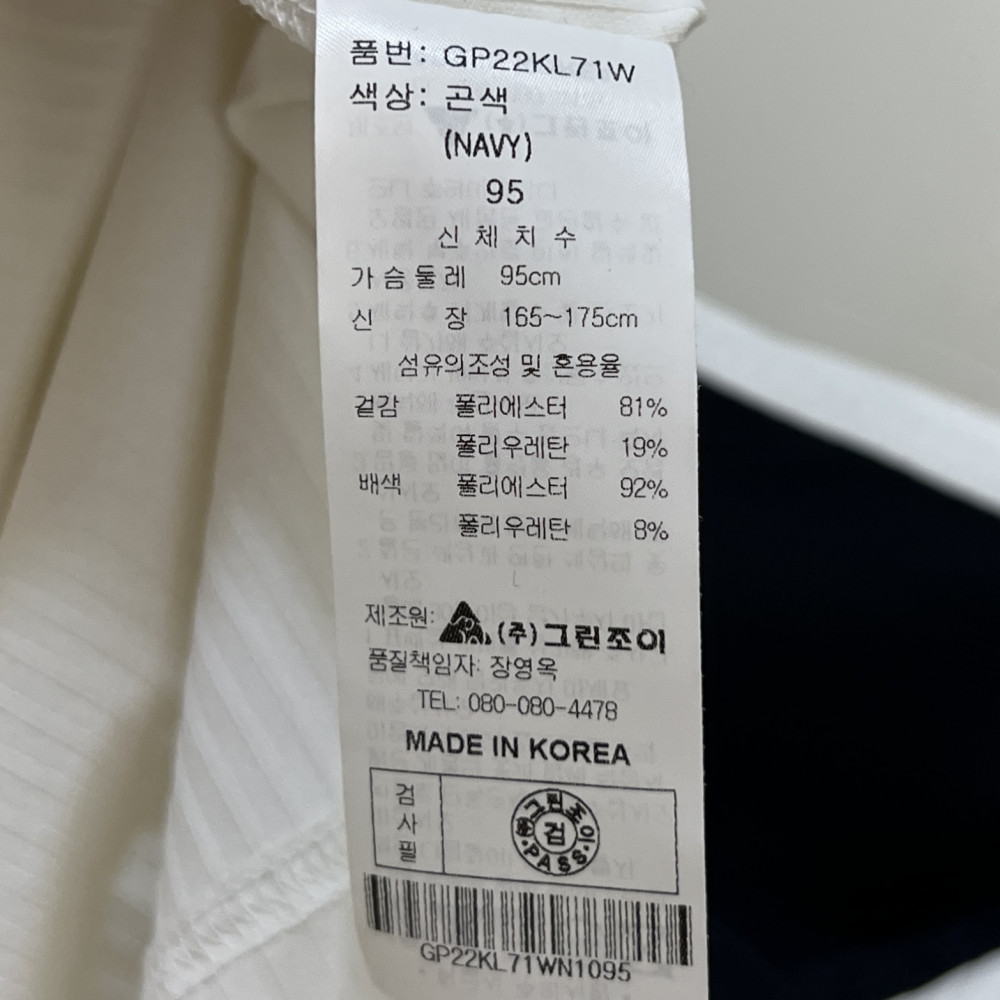 품번: GP22KL71W
색상: 곤색
(NAVY)
95
신 체 치 수
가슴둘레 95cm
신 장 165~175cm
섬유의조성 및 혼용율
겉감 폴리에스터 81%
폴리우레탄 19%
배색 폴리에스터 92%
폴리우레탄 8%
제조원: (주)그린조이
품질책임자: 장영옥
TEL: 080-080-4478
MADE IN KOREA
검사필
그린조이
검
PASS
GP22KL71WN1095